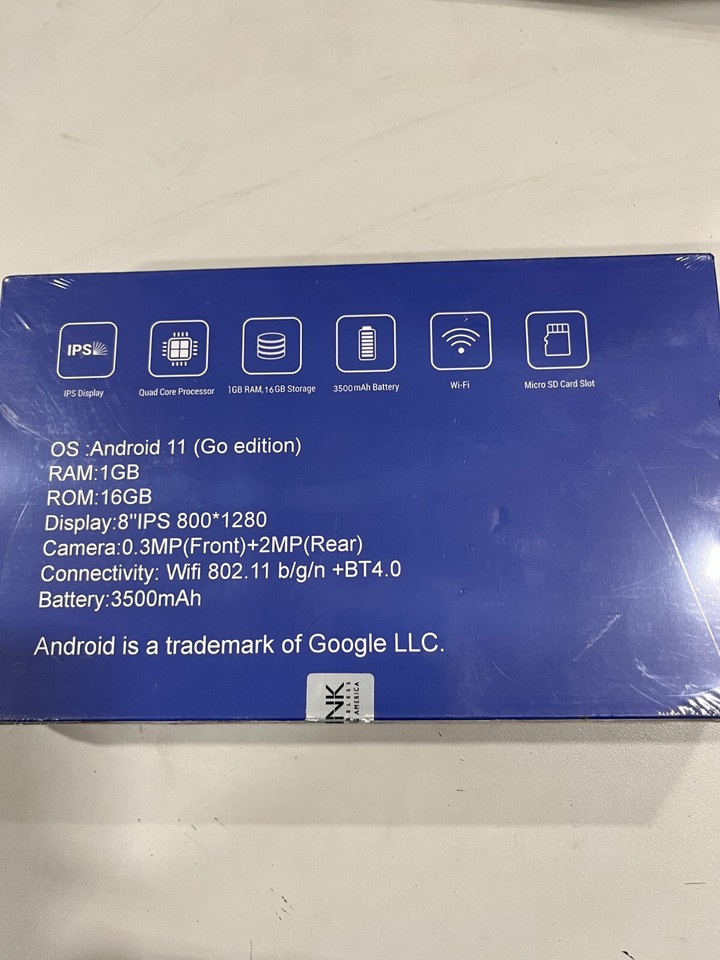 IPS
IPS Display
Quad Core Processor
1GB RAM,16GB Storage
3500mAh Battery
Wi-Fi
Micro SD Card Slot
OS :Android 11 (Go edition)
RAM:1GB
ROM:16GB
Display:8"IPS 800*1280
Camera:0.3MP(Front)+2MP(Rear)
Connectivity: Wifi 802.11 b/g/n +BT4.0
Battery:3500mAh
Android is a trademark of Google LLC.
AMERICA